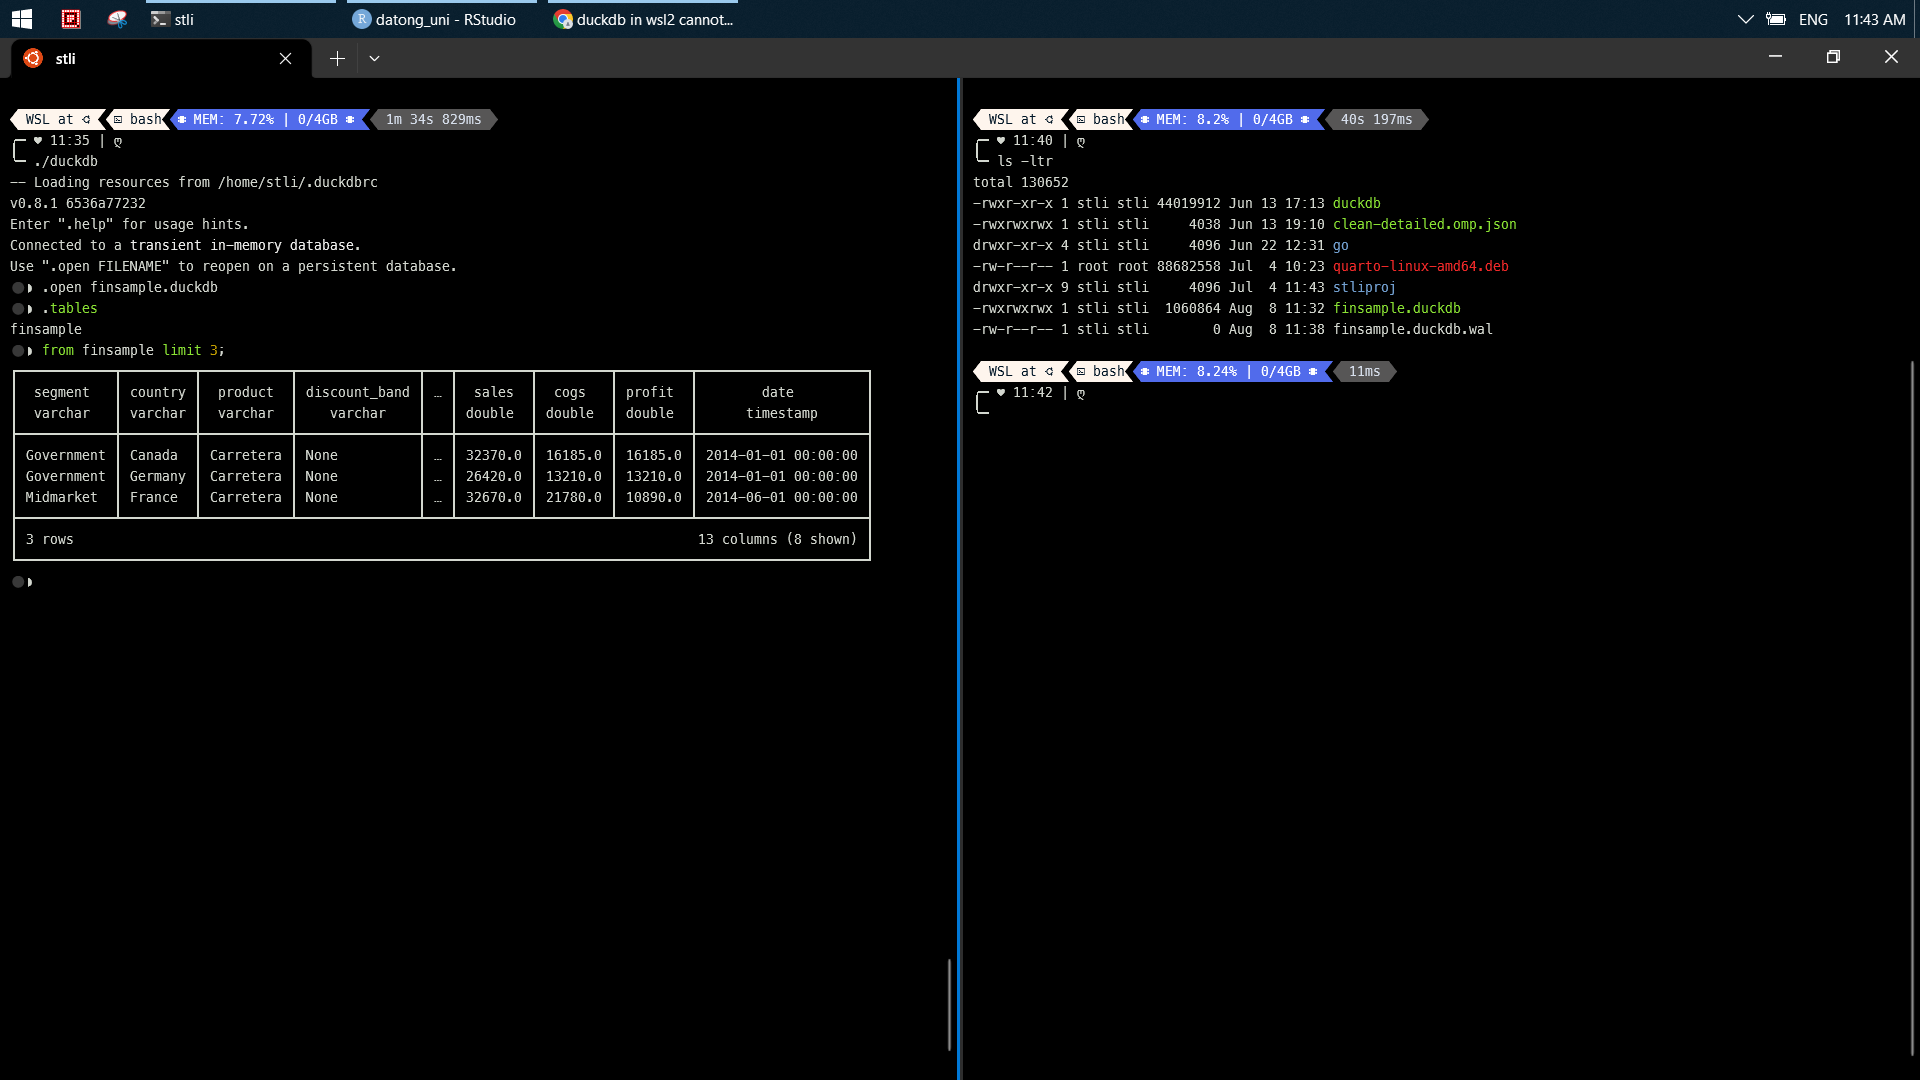 stli
datong_uni - RStudio
duckdb in wsl2 cannot...
ENG
11:43 AM
stli
WSL at bash MEM: 7.72% | 0/4GB 1m 34s 829ms
♥ 11:35 | ღ
./duckdb
-- Loading resources from /home/stli/.duckdbrc
v0.8.1 6536a77232
Enter ".help" for usage hints.
Connected to a transient in-memory database.
Use ".open FILENAME" to reopen on a persistent database.
.open finsample.duckdb
.tables
finsample
from finsample limit 3;
segment country product discount_band … sales cogs profit date
varchar varchar varchar varchar double double double timestamp
Government Canada Carretera None … 32370.0 16185.0 16185.0 2014-01-01 00:00:00
Government Germany Carretera None … 26420.0 13210.0 13210.0 2014-01-01 00:00:00
Midmarket France Carretera None … 32670.0 21780.0 10890.0 2014-06-01 00:00:00
3 rows 13 columns (8 shown)
WSL at bash MEM: 8.2% | 0/4GB 40s 197ms
♥ 11:40 | ღ
ls -ltr
total 130652
-rwxr-xr-x 1 stli stli 44019912 Jun 13 17:13 duckdb
-rwxrwxrwx 1 stli stli 4038 Jun 13 19:10 clean-detailed.omp.json
drwxr-xr-x 4 stli stli 4096 Jun 22 12:31 go
-rw-r--r-- 1 root root 88682558 Jul 4 10:23 quarto-linux-amd64.deb
drwxr-xr-x 9 stli stli 4096 Jul 4 11:43 stliproj
-rwxrwxrwx 1 stli stli 1060864 Aug 8 11:32 finsample.duckdb
-rw-r--r-- 1 stli stli 0 Aug 8 11:38 finsample.duckdb.wal
WSL at bash MEM: 8.24% | 0/4GB 11ms
♥ 11:42 | ღ